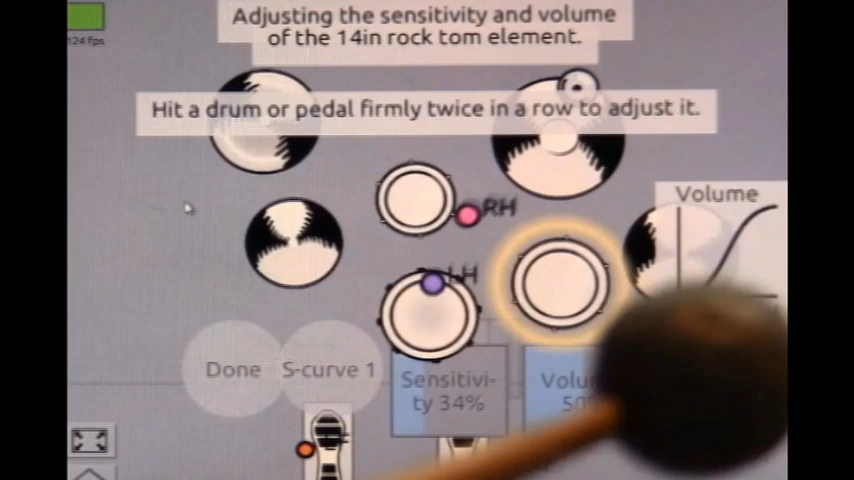 Adjusting the sensitivity and volume
of the 14in rock tom element.
124 fps
Hit a drum or pedal firmly twice in a row to adjust it.
Volume
RH
LH
Done
S-curve 1
Sensitivi-
ty 34%